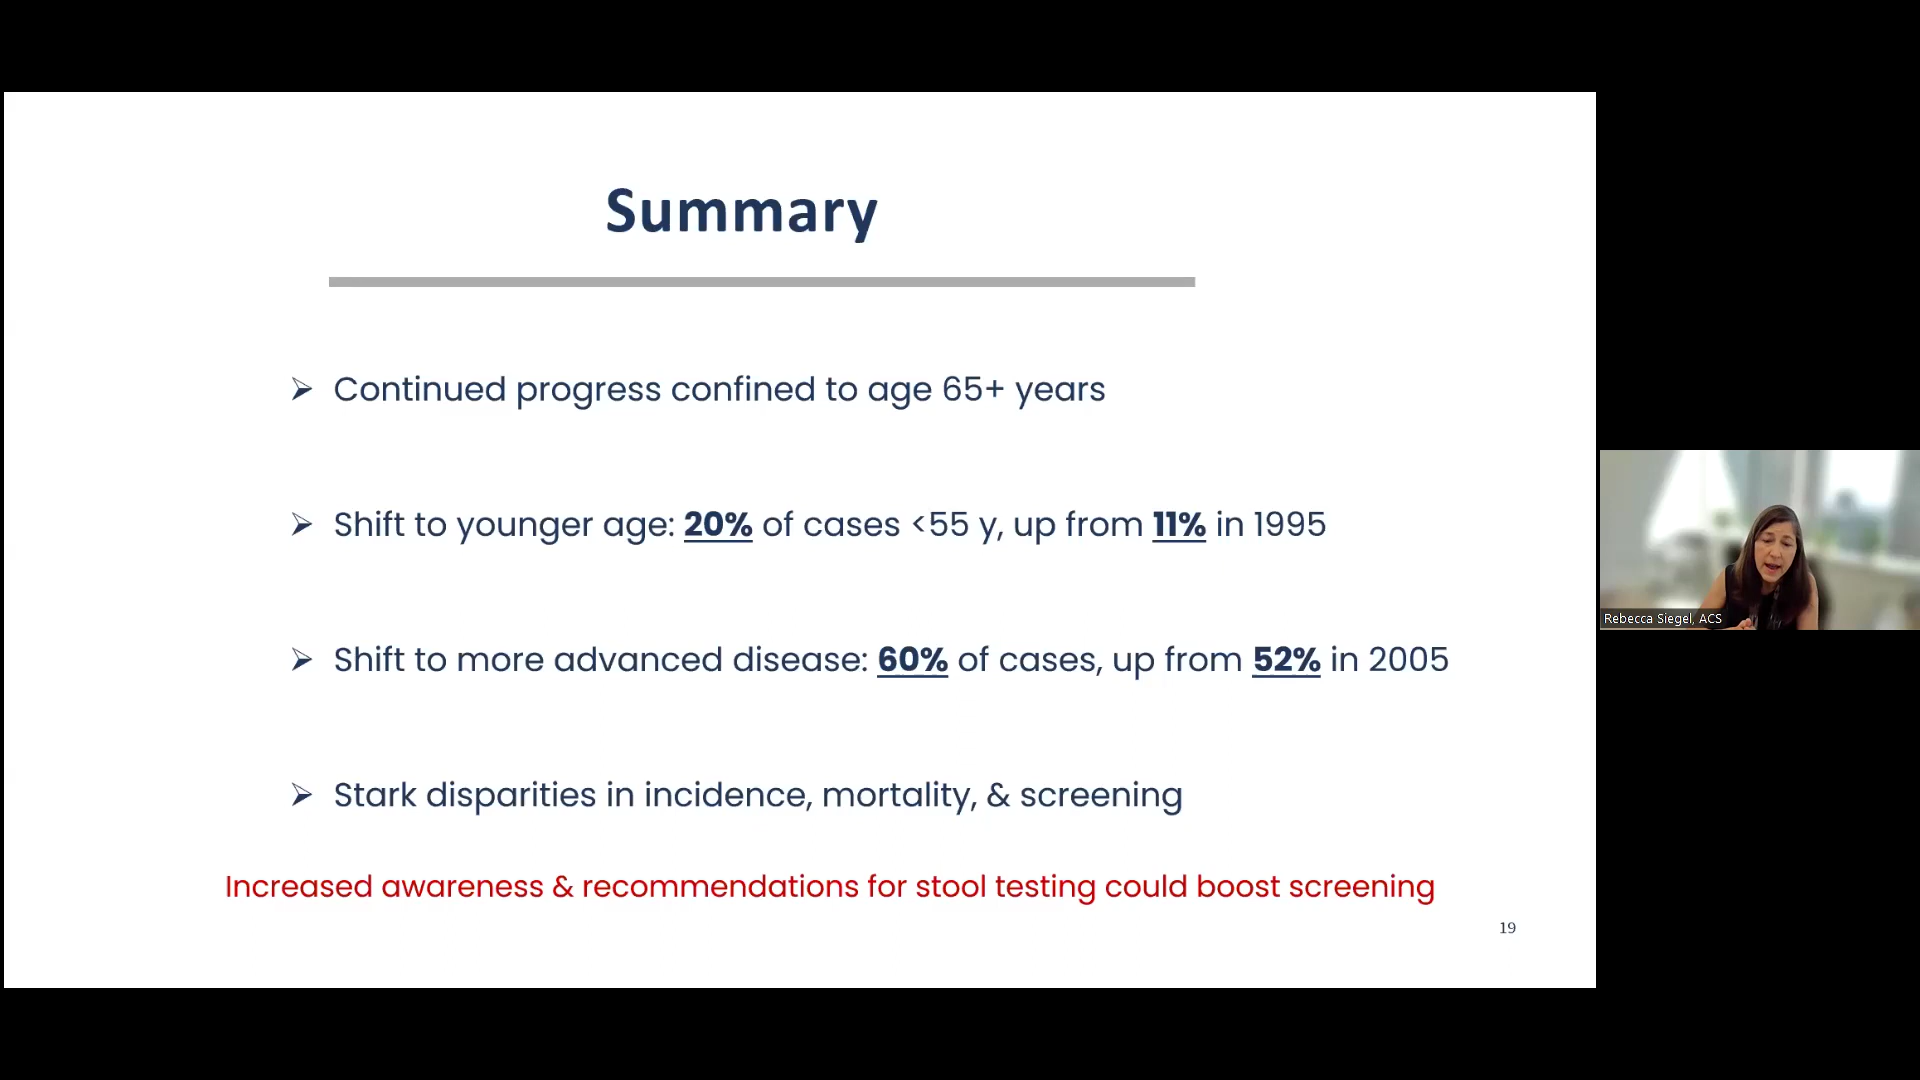 Summary
➢ Continued progress confined to age 65+ years
➢ Shift to younger age: 20% of cases <55 y, up from 11% in 1995
➢ Shift to more advanced disease: 60% of cases, up from 52% in 2005
➢ Stark disparities in incidence, mortality, & screening
Increased awareness & recommendations for stool testing could boost screening
19
Rebecca Siegel, ACS